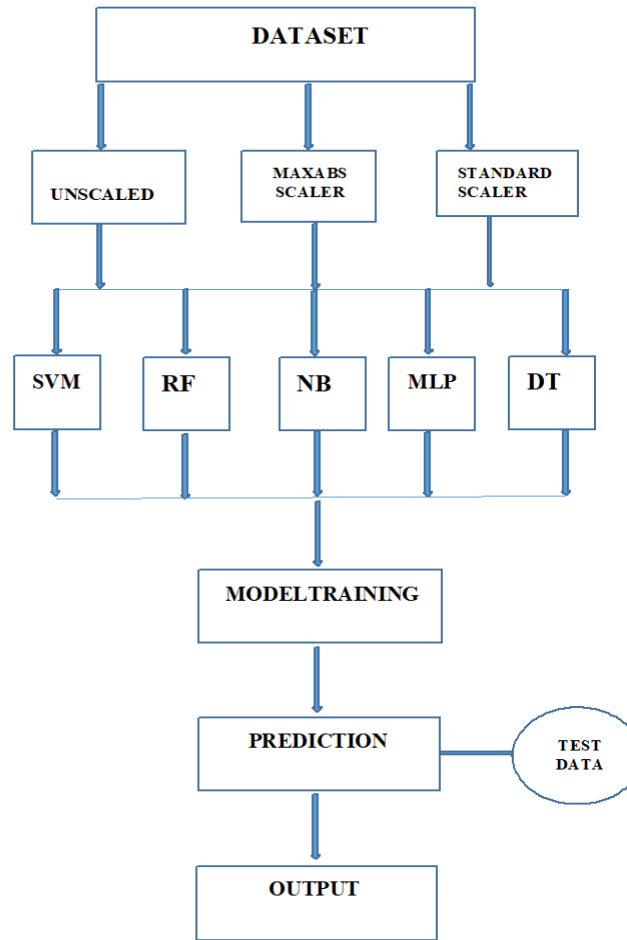 DATASET
UNSCALED
MAXABS
SCALER
STANDARD
SCALER
SVM
RF
NB
MLP
DT
MODELTRAINING
PREDICTION
TEST
DATA
OUTPUT